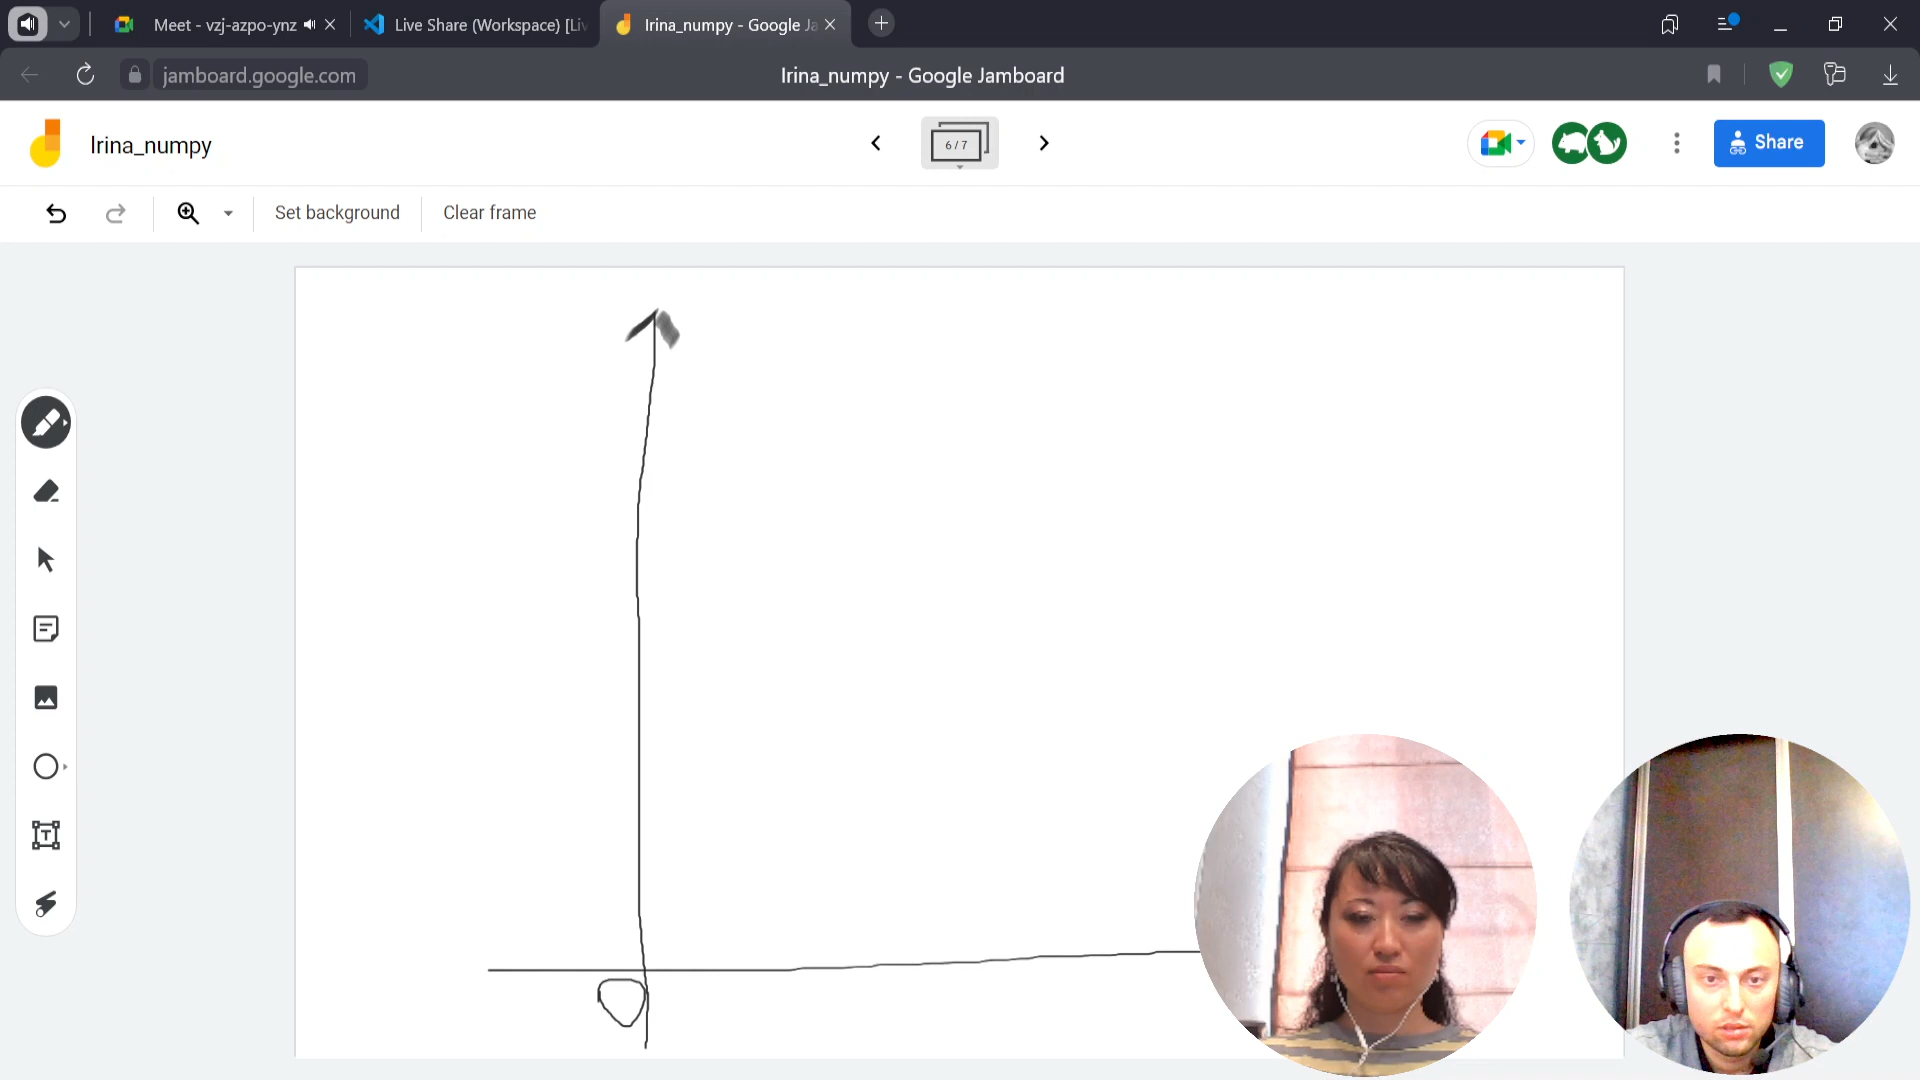 Meet - vzj-azpo-ynz
Live Share (Workspace) [Liv
Irina_numpy - Google Ja
jamboard.google.com
Irina_numpy - Google Jamboard
Irina_numpy
6 / 7
Share
Set background
Clear frame